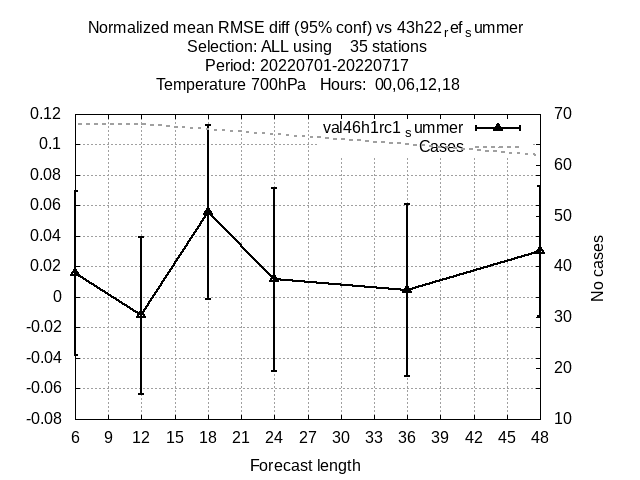 Normalized mean RMSE diff (95% conf) vs 43h22refsummer
Selection: ALL using 35 stations
Period: 20220701-20220717
Temperature 700hPa Hours: 00,06,12,18
val46h1rc1summer
Cases
0.12
0.1
0.08
0.06
0.04
0.02
0
-0.02
-0.04
-0.06
-0.08
70
60
50
40
30
20
10
No cases
6 9 12 15 18 21 24 27 30 33 36 39 42 45 48
Forecast length